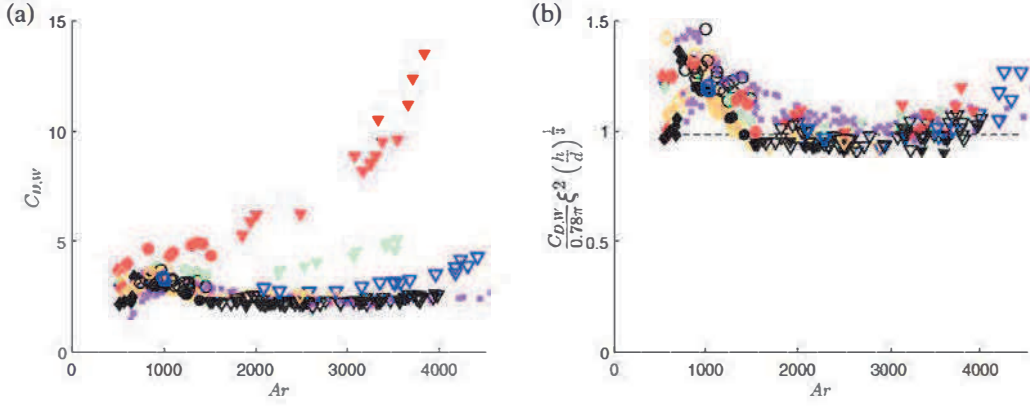 (a)
15
10
5
0
C_{D,W}
0 1000 2000 3000 4000
Ar
(b)
1.5
1
0.5
0
\frac{C_{D,W}}{0.78\pi} \xi^2 \left(\frac{h}{d}\right)^{\frac{1}{3}}
0 1000 2000 3000 4000
Ar